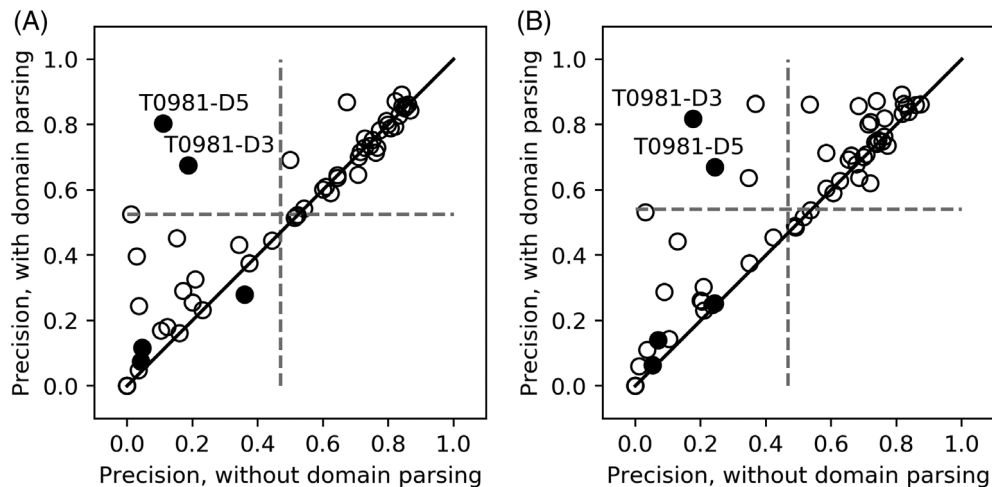 (A)
Precision, with domain parsing
1.0
0.8
0.6
0.4
0.2
0.0
T0981-D5
T0981-D3
0.0 0.2 0.4 0.6 0.8 1.0
Precision, without domain parsing
(B)
Precision, with domain parsing
1.0
0.8
0.6
0.4
0.2
0.0
T0981-D3
T0981-D5
0.0 0.2 0.4 0.6 0.8 1.0
Precision, without domain parsing